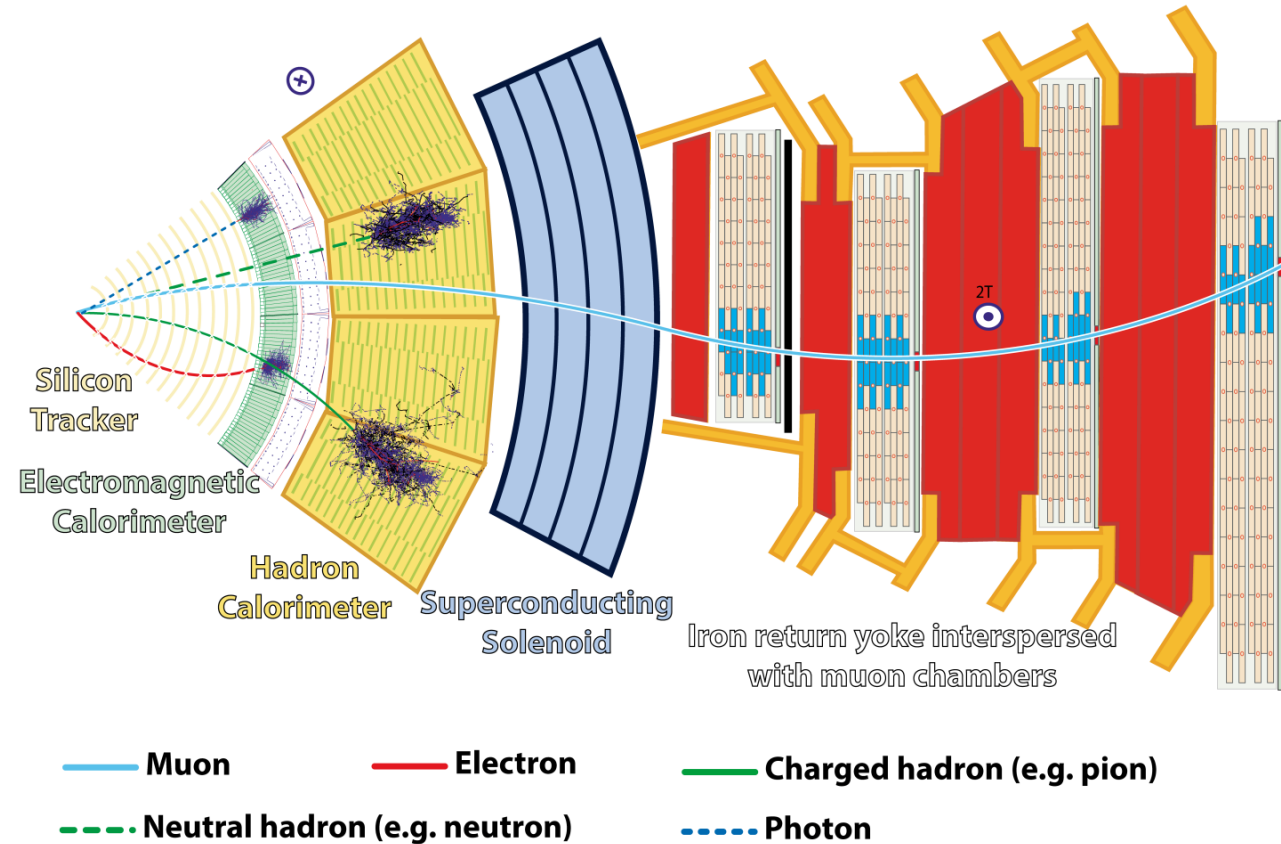 2T
Silicon
Tracker
Electromagnetic
Calorimeter
Hadron
Calorimeter
Superconducting
Solenoid
Iron return yoke interspersed
with muon chambers
Muon
Electron
Charged hadron (e.g. pion)
Neutral hadron (e.g. neutron)
Photon